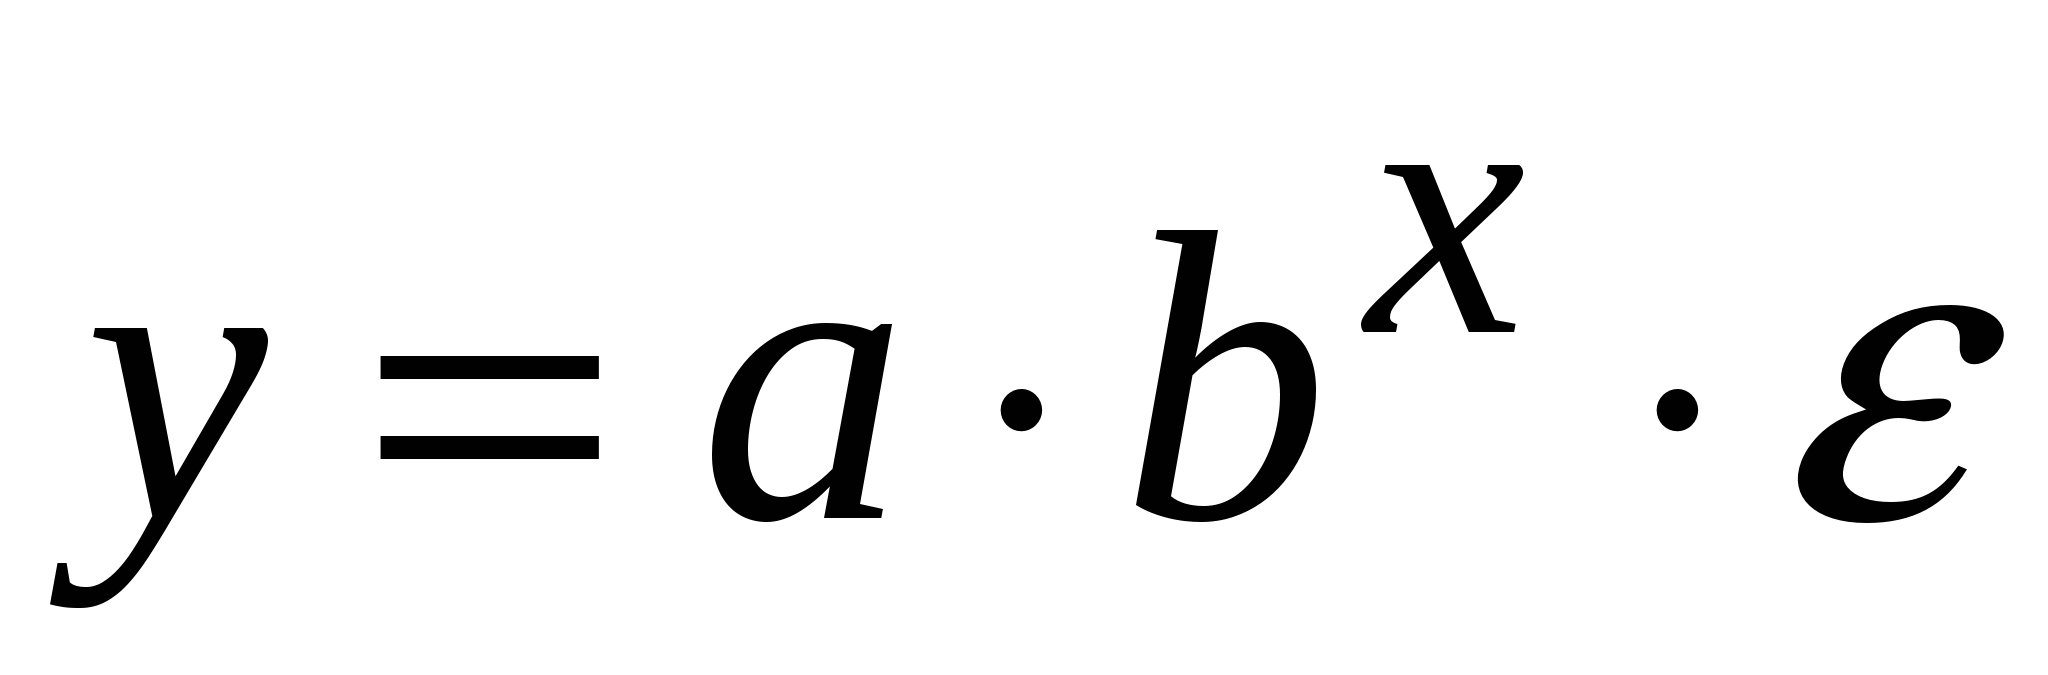 y = a · b^x · ε